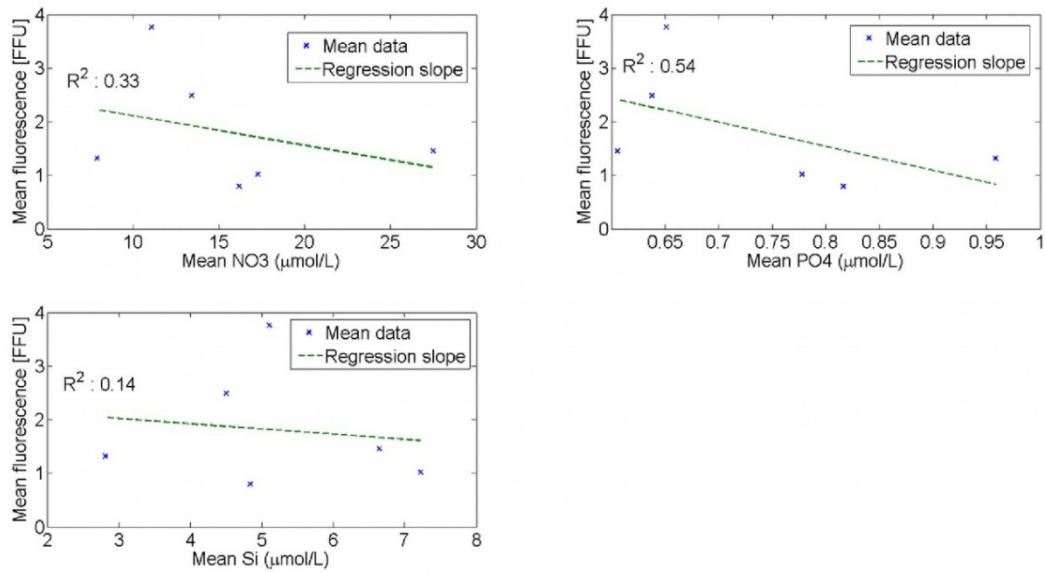 4
3
2
1
0
Mean fluorescence [FFU]
R² : 0.33
Mean data
Regression slope
5 10 15 20 25 30
Mean NO3 (μmol/L)
4
3
2
1
0
Mean fluorescence [FFU]
R² : 0.54
Mean data
Regression slope
0.65 0.7 0.75 0.8 0.85 0.9 0.95 1
Mean PO4 (μmol/L)
4
3
2
1
0
Mean fluorescence [FFU]
R² : 0.14
Mean data
Regression slope
2 3 4 5 6 7 8
Mean Si (μmol/L)